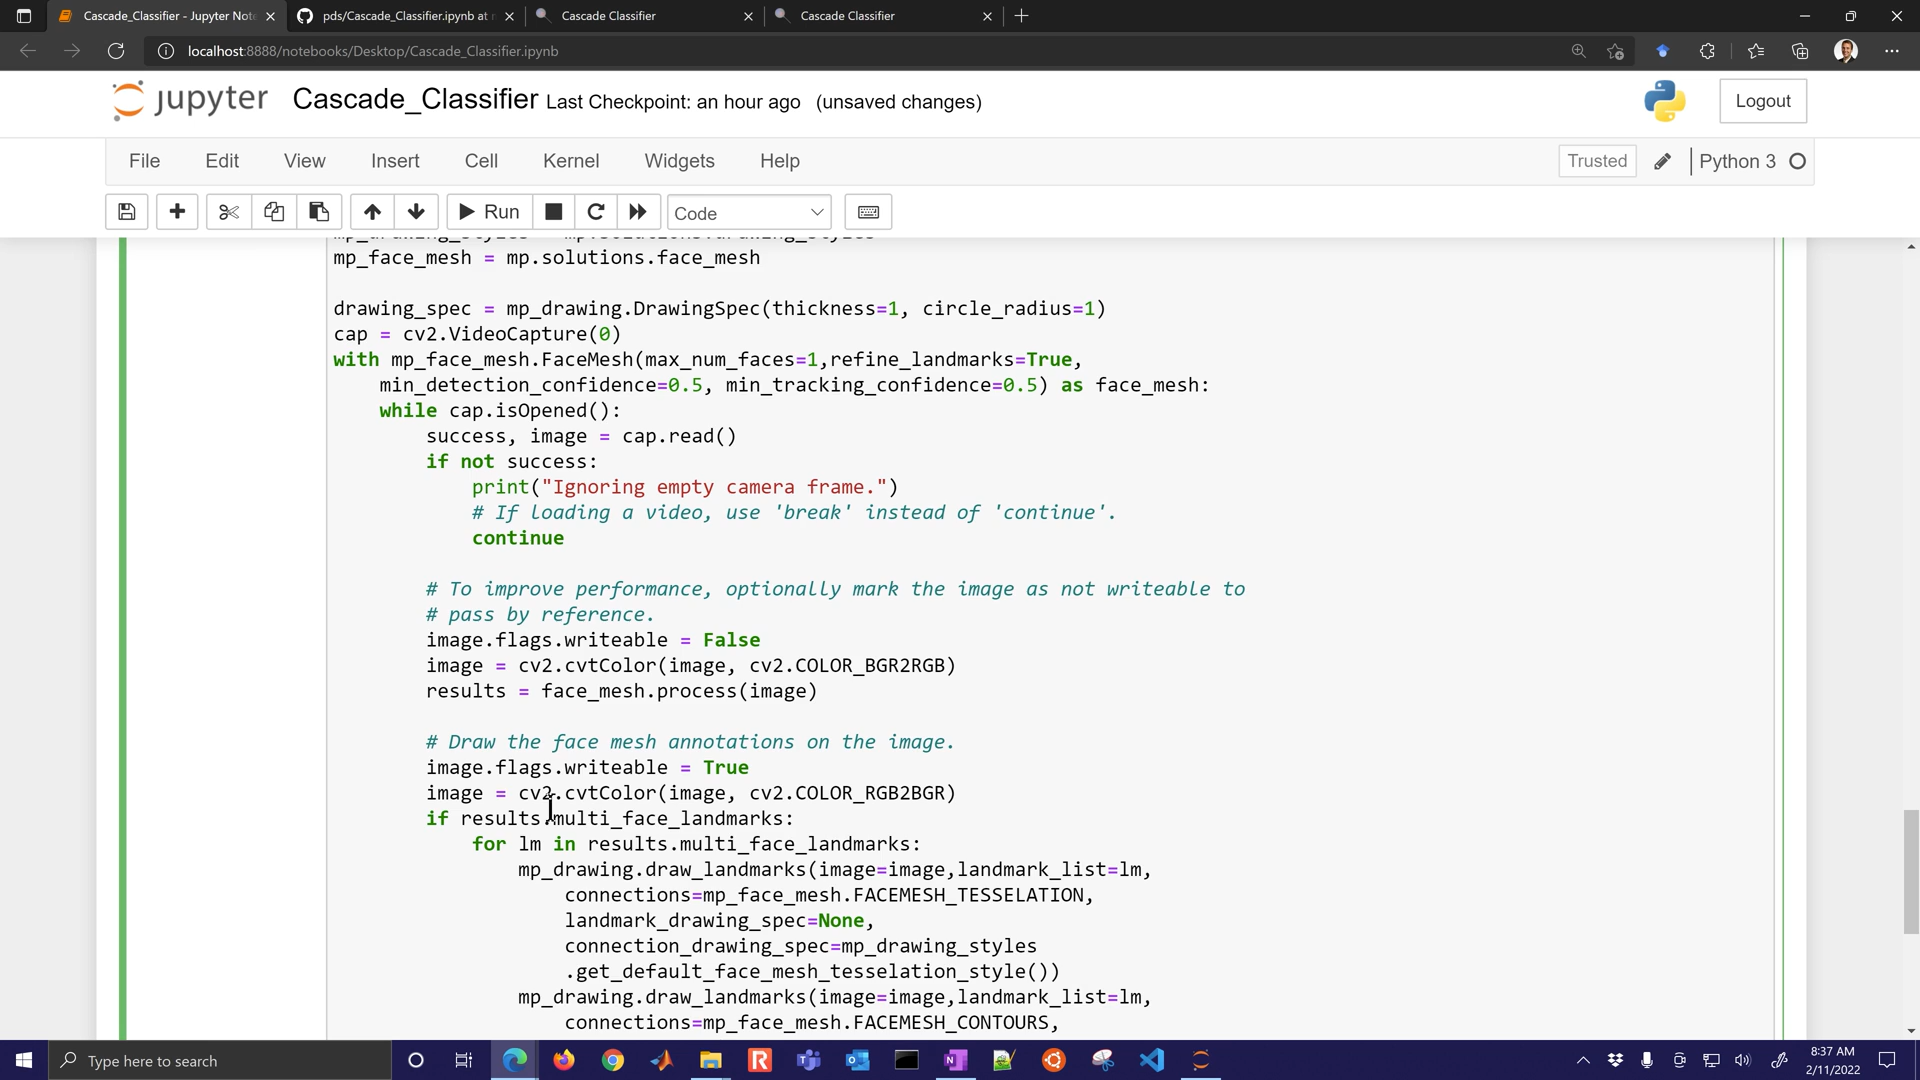 Cascade_Classifier - Jupyter Note
pds/Cascade_Classifier.ipynb at
Cascade Classifier
Cascade Classifier
localhost:8888/notebooks/Desktop/Cascade_Classifier.ipynb
jupyter Cascade_Classifier Last Checkpoint: an hour ago (unsaved changes)
Logout
File Edit View Insert Cell Kernel Widgets Help
Trusted Python 3
Run Code
mp_face_mesh = mp.solutions.face_mesh
drawing_spec = mp_drawing.DrawingSpec(thickness=1, circle_radius=1)
cap = cv2.VideoCapture(0)
with mp_face_mesh.FaceMesh(max_num_faces=1,refine_landmarks=True,
min_detection_confidence=0.5, min_tracking_confidence=0.5) as face_mesh:
while cap.isOpened():
success, image = cap.read()
if not success:
print("Ignoring empty camera frame.")
# If loading a video, use 'break' instead of 'continue'.
continue
# To improve performance, optionally mark the image as not writeable to
# pass by reference.
image.flags.writeable = False
image = cv2.cvtColor(image, cv2.COLOR_BGR2RGB)
results = face_mesh.process(image)
# Draw the face mesh annotations on the image.
image.flags.writeable = True
image = cv2.cvtColor(image, cv2.COLOR_RGB2BGR)
if results.multi_face_landmarks:
for lm in results.multi_face_landmarks:
mp_drawing.draw_landmarks(image=image,landmark_list=lm,
connections=mp_face_mesh.FACEMESH_TESSELATION,
landmark_drawing_spec=None,
connection_drawing_spec=mp_drawing_styles
.get_default_face_mesh_tesselation_style())
mp_drawing.draw_landmarks(image=image,landmark_list=lm,
connections=mp_face_mesh.FACEMESH_CONTOURS,
Type here to search
8:37 AM
2/11/2022